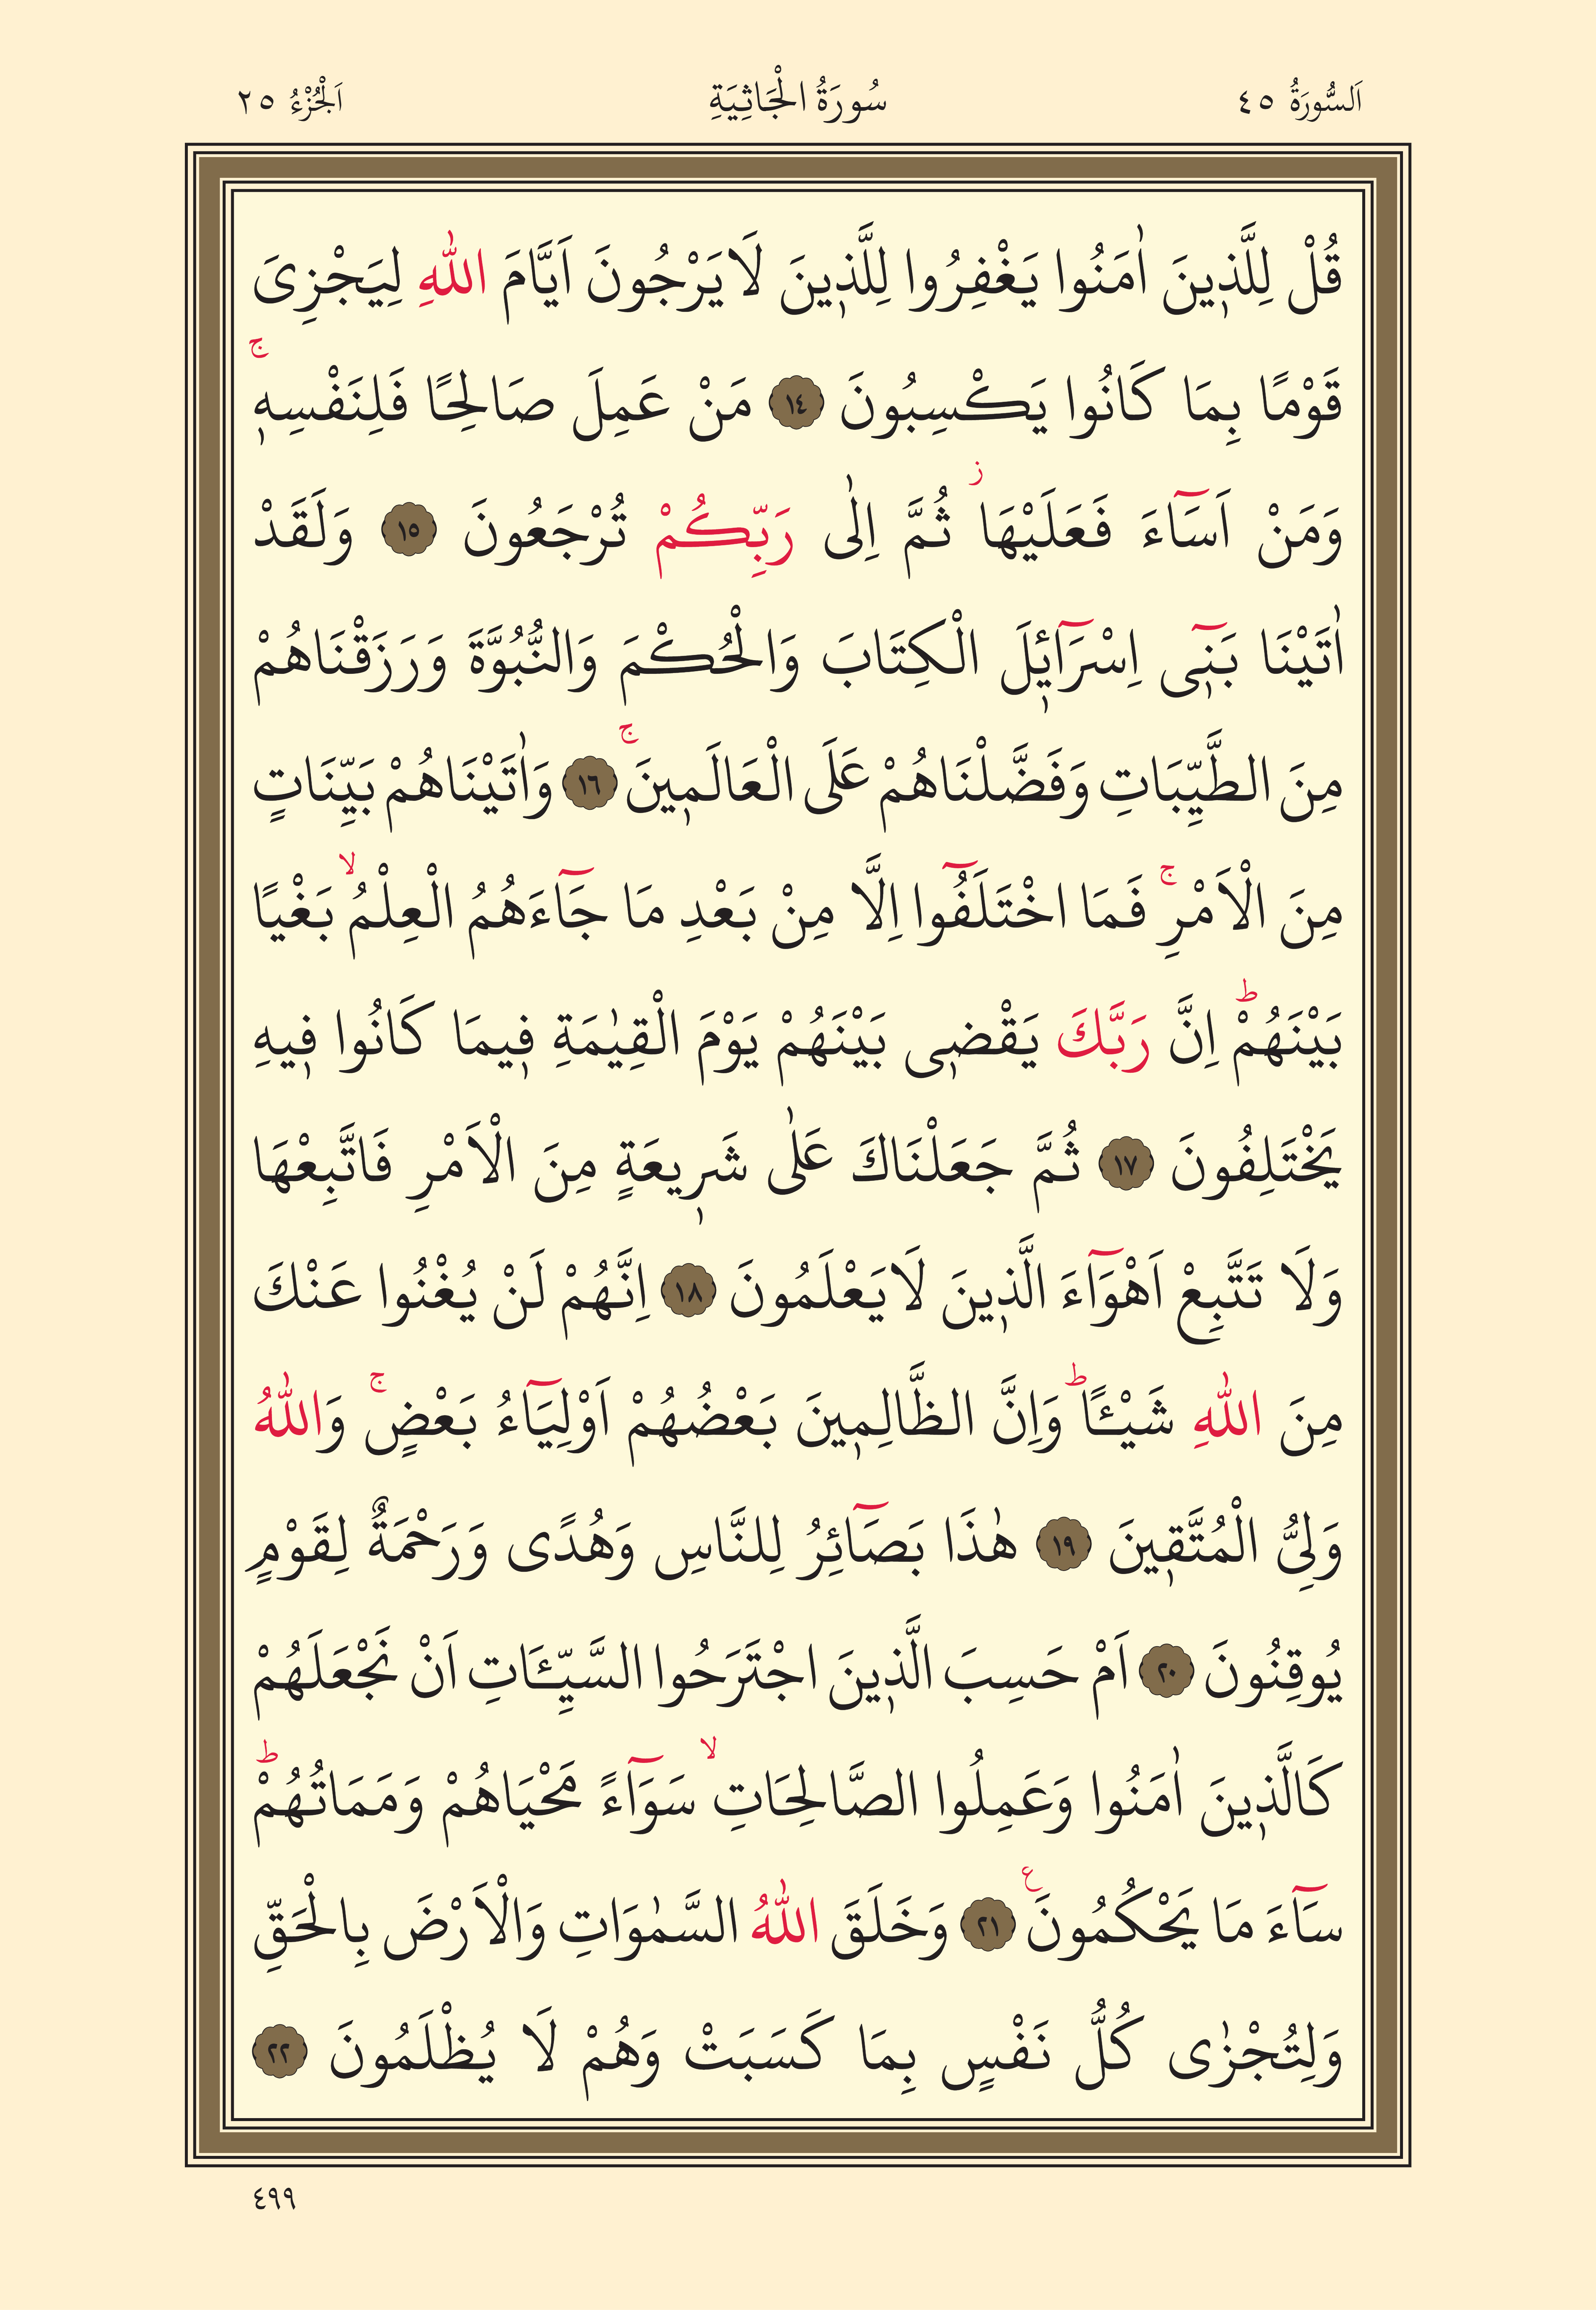 اَلسُّورَةُ ٤٥ سُورَةُ الْجَاثِيَةِ اَلْجُزْءُ ٢٥
قُلْ لِلَّذ۪ينَ اٰمَنُوا يَغْفِرُوا لِلَّذ۪ينَ لَا يَرْجُونَ اَيَّامَ اللّٰهِ لِيَجْزِىَ
قَوْمًا بِمَا كَانُوا يَكْسِبُونَ ١٤ مَنْ عَمِلَ صَالِحًا فَلِنَفْسِه۪ۚ
وَمَنْ اَسَٓاءَ فَعَلَيْهَاۘ ثُمَّ اِلٰى رَبِّكُمْ تُرْجَعُونَ ١٥ وَلَقَدْ
اٰتَيْنَا بَن۪ٓى اِسْرَٓائ۪لَ الْكِتَابَ وَالْحُكْمَ وَالنُّبُوَّةَ وَرَزَقْنَاهُمْ
مِنَ الطَّيِّبَاتِ وَفَضَّلْنَاهُمْ عَلَى الْعَالَم۪ينَۚ ١٦ وَاٰتَيْنَاهُمْ بَيِّنَاتٍ
مِنَ الْاَمْرِۚ فَمَا اخْتَلَفُٓوا اِلَّا مِنْ بَعْدِ مَا جَٓاءَهُمُ الْعِلْمُۙ بَغْيًا
بَيْنَهُمْؕ اِنَّ رَبَّكَ يَقْض۪ى بَيْنَهُمْ يَوْمَ الْقِيٰمَةِ ف۪يمَا كَانُوا ف۪يهِ
يَخْتَلِفُونَ ١٧ ثُمَّ جَعَلْنَاكَ عَلٰى شَر۪يعَةٍ مِنَ الْاَمْرِ فَاتَّبِعْهَا
وَلَا تَتَّبِعْ اَهْوَٓاءَ الَّذ۪ينَ لَا يَعْلَمُونَ ١٨ اِنَّهُمْ لَنْ يُغْنُوا عَنْكَ
مِنَ اللّٰهِ شَيْـًٔاؕ وَاِنَّ الظَّالِم۪ينَ بَعْضُهُمْ اَوْلِيَٓاءُ بَعْضٍۚ وَاللّٰهُ
وَلِىُّ الْمُتَّق۪ينَ ١٩ هٰذَا بَصَٓائِرُ لِلنَّاسِ وَهُدًى وَرَحْمَةٌ لِقَوْمٍ
يُوقِنُونَ ٢٠ اَمْ حَسِبَ الَّذ۪ينَ اجْتَرَحُوا السَّيِّـَٔاتِ اَنْ نَجْعَلَهُمْ
كَالَّذ۪ينَ اٰمَنُوا وَعَمِلُوا الصَّالِحَاتِۙ سَوَٓاءً مَحْيَاهُمْ وَمَمَاتُهُمْؕ
سَٓاءَ مَا يَحْكُمُونَ ع ٢١ وَخَلَقَ اللّٰهُ السَّمٰوَاتِ وَالْاَرْضَ بِالْحَقِّ
وَلِتُجْزٰى كُلُّ نَفْسٍ بِمَا كَسَبَتْ وَهُمْ لَا يُظْلَمُونَ ٢٢
٤٩٩